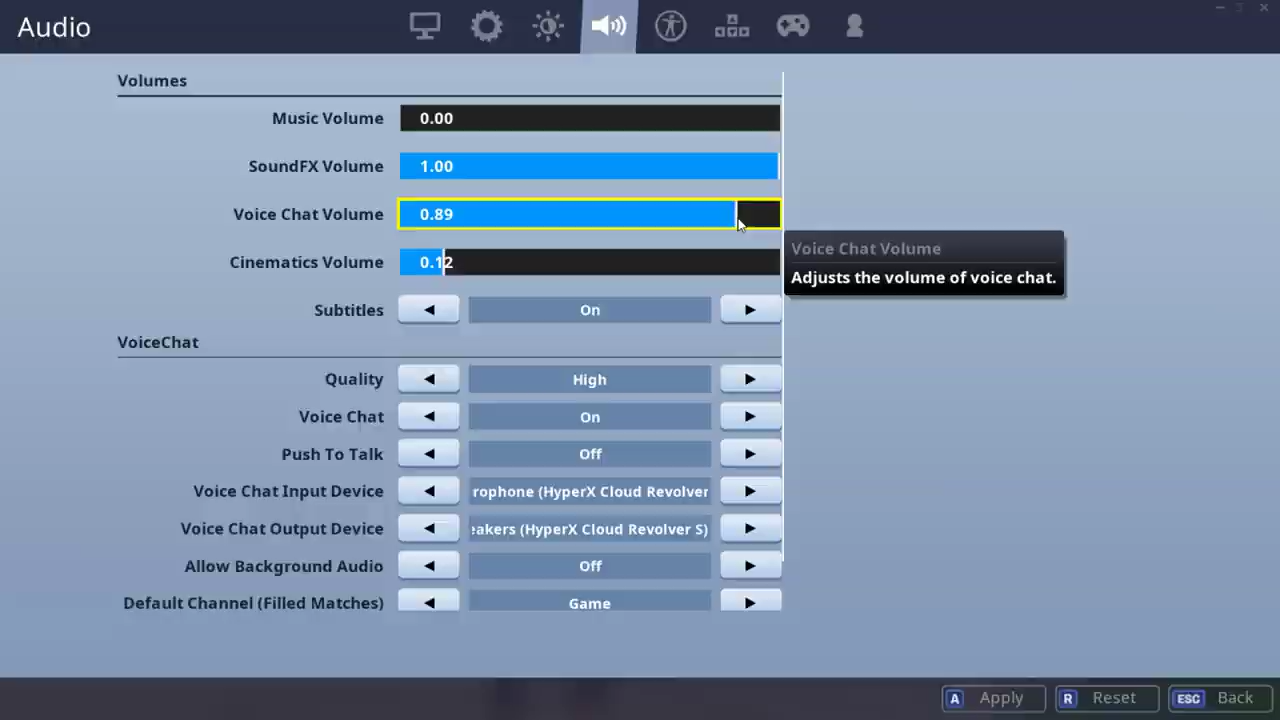 Audio
Volumes
Music Volume 0.00
SoundFX Volume 1.00
Voice Chat Volume 0.89
Voice Chat Volume
Adjusts the volume of voice chat.
Cinematics Volume 0.12
Subtitles On
VoiceChat
Quality High
Voice Chat On
Push To Talk Off
Voice Chat Input Device rophone (HyperX Cloud Revolver
Voice Chat Output Device eakers (HyperX Cloud Revolver S)
Allow Background Audio Off
Default Channel (Filled Matches) Game
A Apply R Reset ESC Back